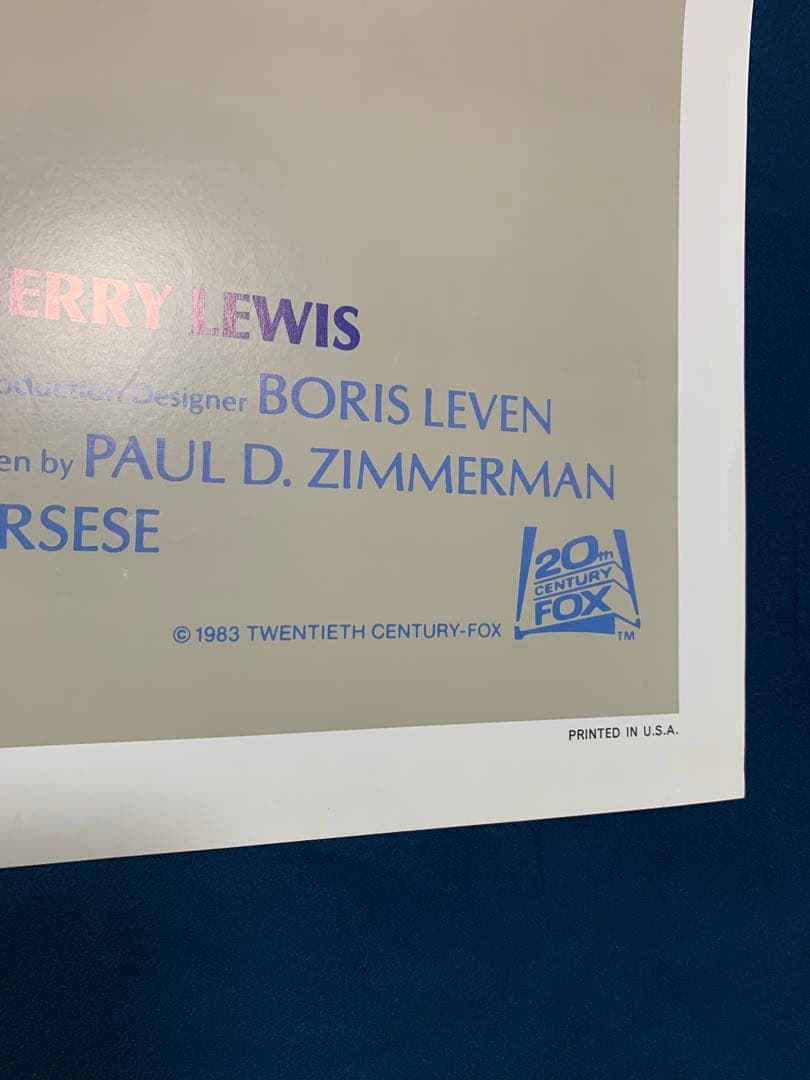 ERRY LEWIS
oduction Designer BORIS LEVEN
en by PAUL D. ZIMMERMAN
RSESE
20th
CENTURY
FOX
TM
© 1983 TWENTIETH CENTURY-FOX
PRINTED IN U.S.A.